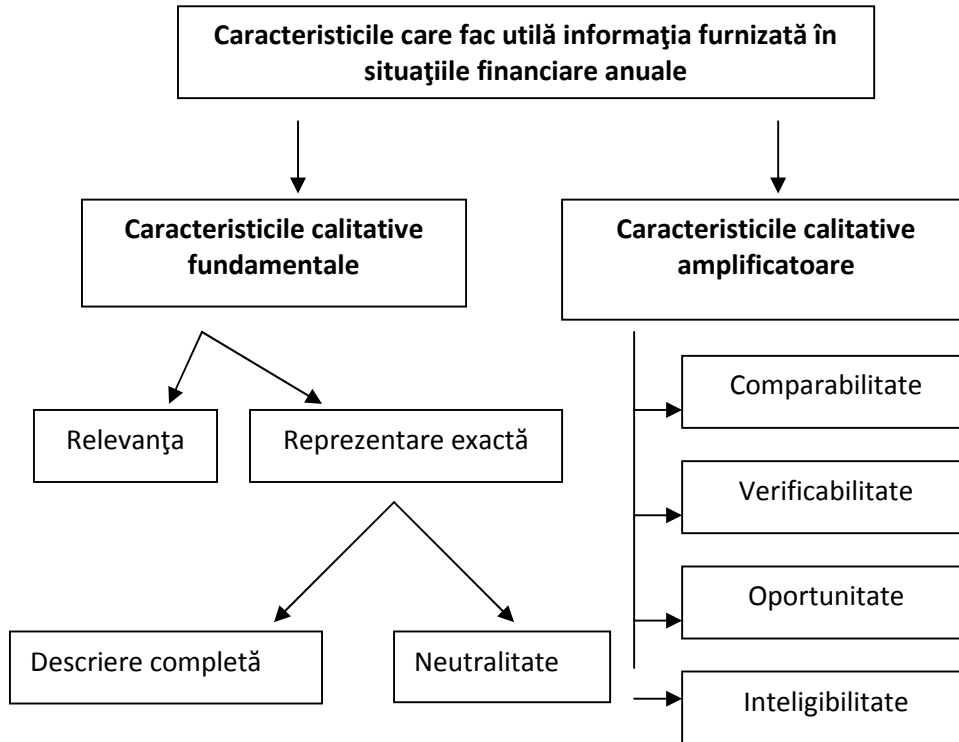 Caracteristicile care fac utilă informaţia furnizată în
situaţiile financiare anuale
Caracteristicile calitative
fundamentale
Caracteristicile calitative
amplificatoare
Relevanţa
Reprezentare exactă
Descriere completă
Neutralitate
Comparabilitate
Verificabilitate
Oportunitate
Inteligibilitate